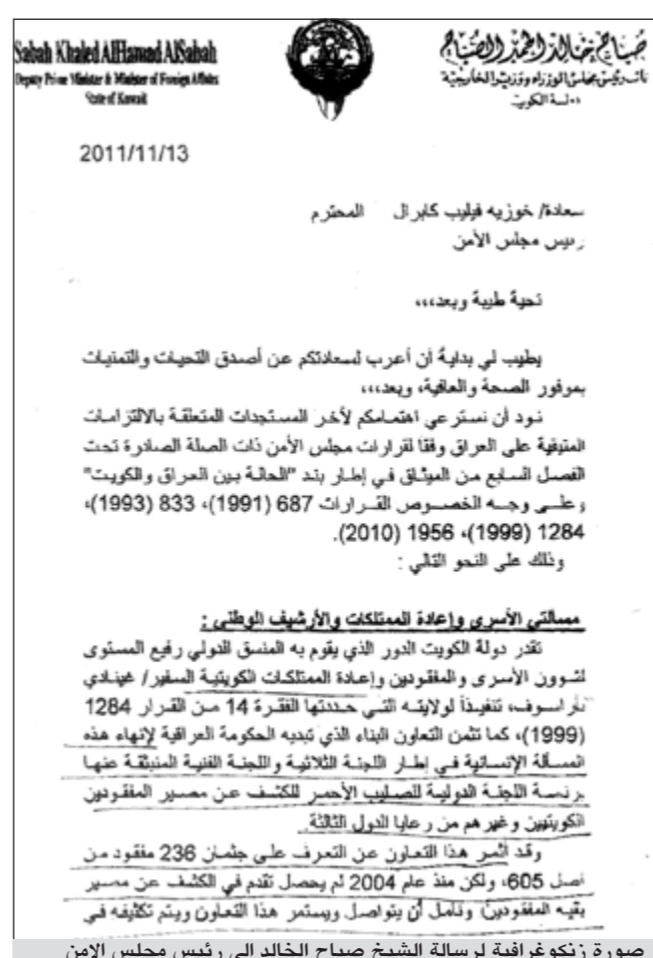 Sabah Khaled AlHamad AlSabah
Deputy Prime Minister & Minister of Foreign Affairs
State of Kuwait
صباح خالد الحمد الصباح
نائب رئيس مجلس الوزراء ووزير الخارجية
دولة الكويت
2011/11/13
سعادة/ خوزيه فيليب كابرال المحترم
رئيس مجلس الأمن
تحية طيبة وبعد،،،
يطيب لي بداية أن أعرب لسعادتكم عن أصدق التحيات والتمنيات
بموفور الصحة والعافية، وبعد،،،
نود أن نسترعي اهتمامكم لأخر المستجدات المتعلقة بالالتزامات
المتبقية على العراق وفقا لقرارات مجلس الأمن ذات الصلة الصادرة تحت
الفصل السابع من الميثاق في إطار بند "الحالة بين العراق والكويت"
وعلى وجه الخصوص القرارات 687 (1991)، 833 (1993)،
1284 (1999)، 1956 (2010).
وذلك على النحو التالي :
مسألتي الأسرى وإعادة الممتلكات والأرشيف الوطني :
تقدر دولة الكويت الدور الذي يقوم به المنسق الدولي رفيع المستوى
لشؤون الأسرى والمفقودين وإعادة الممتلكات الكويتية السفير/ غينادي
تاراسوف، تنفيذاً لولايته التي حددتها الفقرة 14 من القرار 1284
(1999)، كما تثمن التعاون البناء الذي تبديه الحكومة العراقية لإنهاء هذه
المسألة الإنسانية في إطار اللجنة الثلاثية واللجنة الفنية المنبثقة عنها
برئسة اللجنة الدولية للصليب الأحمر للكشف عن مصير المفقودين
الكويتيين وغيرهم من رعايا الدول الثالثة.
وقد أثمر هذا التعاون عن التعرف على جثمان 236 مفقود من
أصل 605، ولكن منذ عام 2004 لم يحصل تقدم في الكشف عن مصير
بقيه المفقودين ونأمل أن يتواصل ويستمر هذا التعاون ويتم تكثيفه في
صورة زنكوغرافية لرسالة الشيخ صباح الخالد الى رئيس مجلس الامن